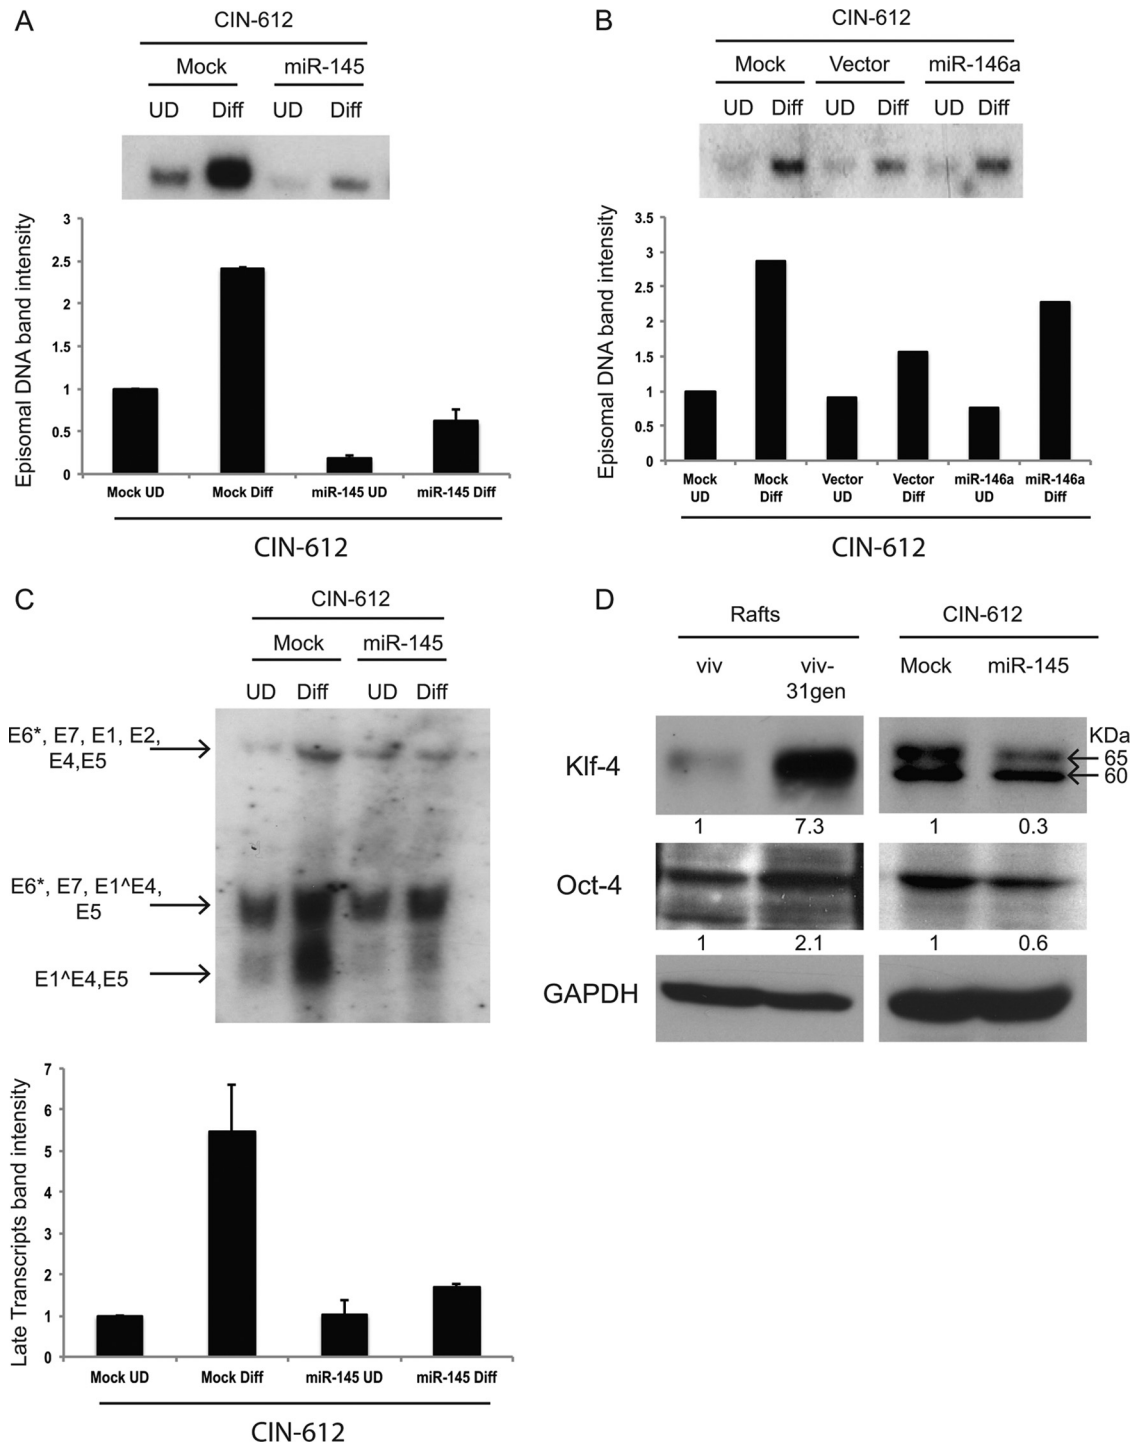 A
CIN-612
Mock miR-145
UD Diff UD Diff
Episomal DNA band intensity
3
2.5
2
1.5
1
0.5
0
Mock UD Mock Diff miR-145 UD miR-145 Diff
CIN-612
B
CIN-612
Mock Vector miR-146a
UD Diff UD Diff UD Diff
Episomal DNA band intensity
3.5
3
2.5
2
1.5
1
0.5
0
Mock UD
Mock Diff
Vector UD
Vector Diff
miR-146a UD
miR-146a Diff
CIN-612
C
CIN-612
Mock miR-145
UD Diff UD Diff
E6*, E7, E1, E2,
E4,E5
E6*, E7, E1^E4,
E5
E1^E4,E5
Late Transcripts band intensity
7
6
5
4
3
2
1
0
Mock UD Mock Diff miR-145 UD miR-145 Diff
CIN-612
D
Rafts CIN-612
viv viv-
31gen
Mock miR-145
KDa
65
60
Klf-4
1 7.3 1 0.3
Oct-4
1 2.1 1 0.6
GAPDH